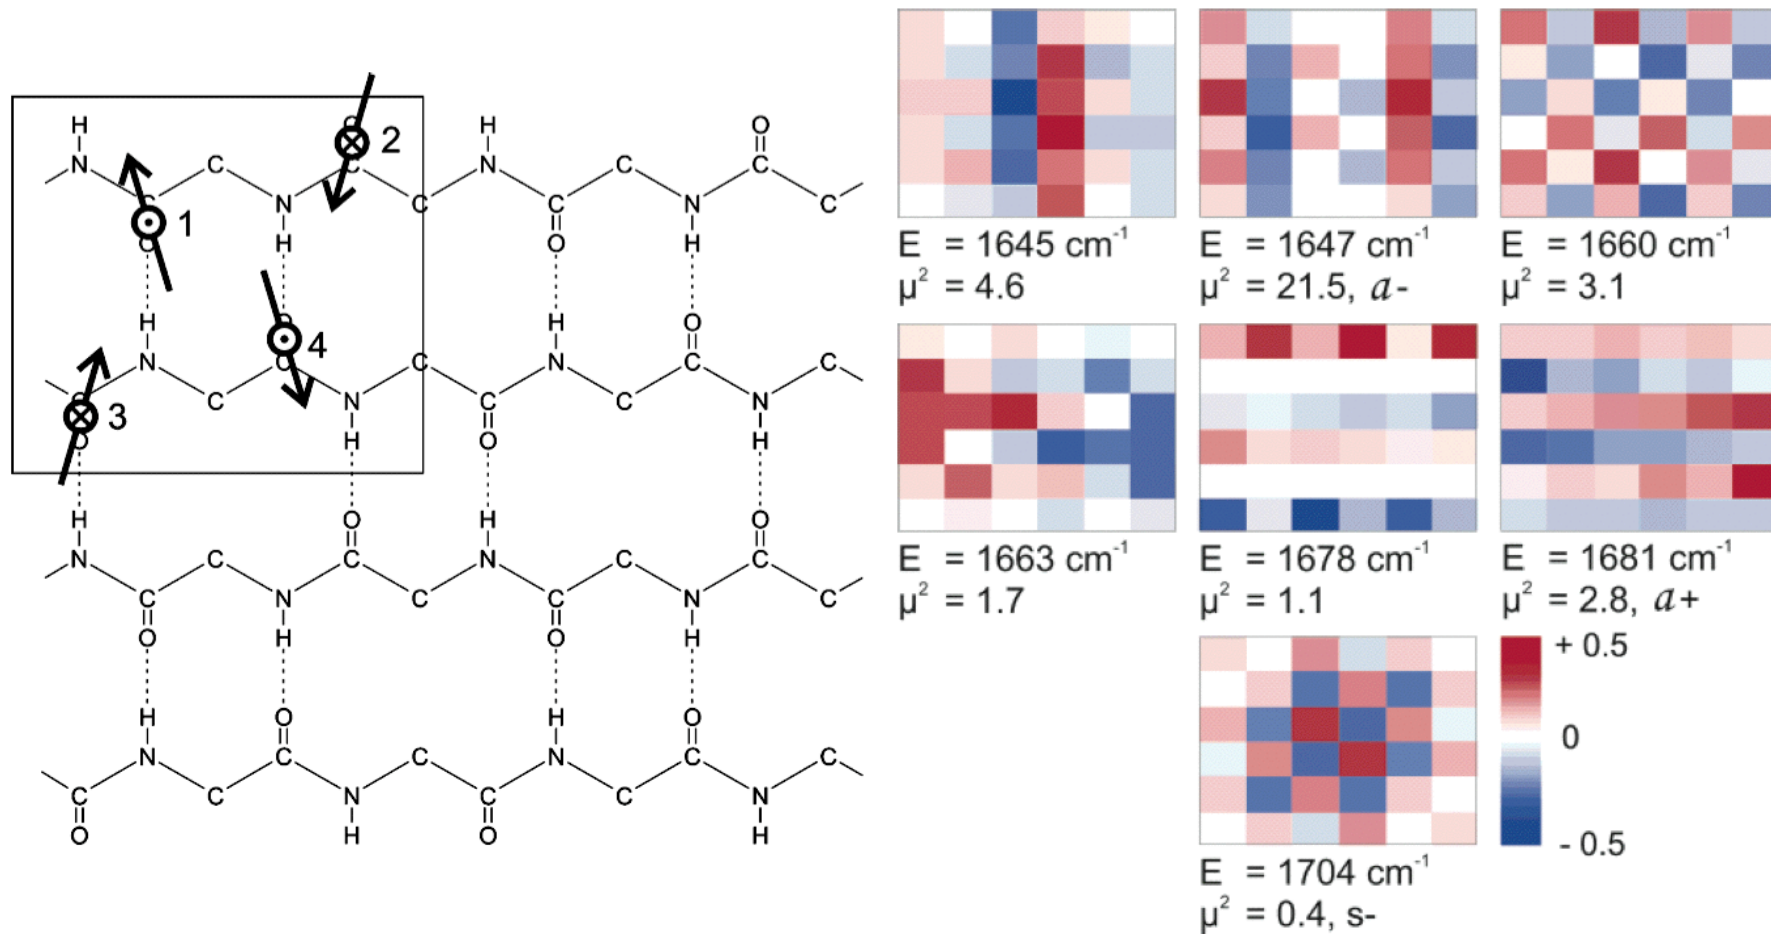 H H O
2
N C C N C C
C N C C N C
1
O H O H
H H O
4
N C C N C C
C C N C C N
3
O H O H
H O H O
N C C N C C
C N C C N C
O H O H
H O H O
N C C N C C
C C N C C N
O H O H
E = 1645 cm⁻¹
μ² = 4.6
E = 1647 cm⁻¹
μ² = 21.5, a-
E = 1660 cm⁻¹
μ² = 3.1
E = 1663 cm⁻¹
μ² = 1.7
E = 1678 cm⁻¹
μ² = 1.1
E = 1681 cm⁻¹
μ² = 2.8, a+
E = 1704 cm⁻¹
μ² = 0.4, s-
+ 0.5
0
- 0.5